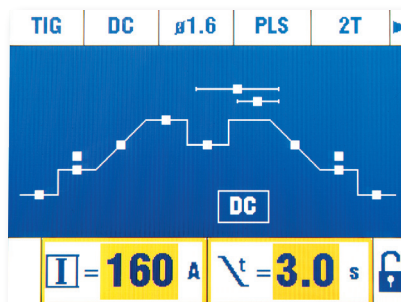 TIG DC ø1.6 PLS 2T
DC
I = 160 A t = 3.0 s